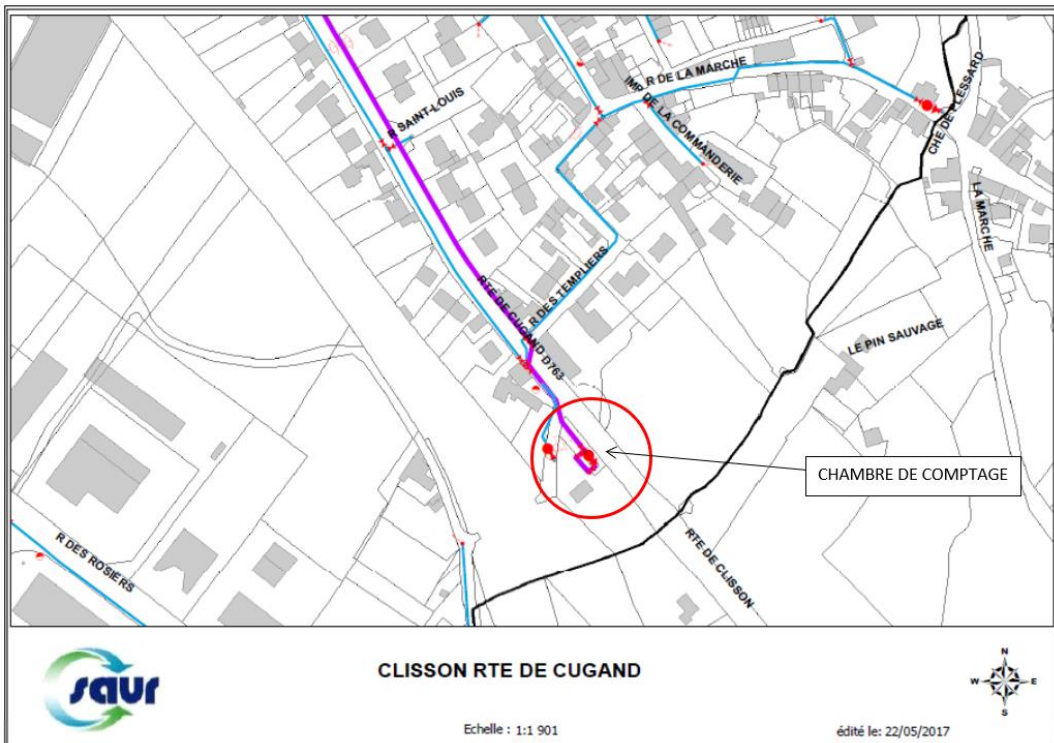 R SAINT-LOUIS
R DE LA MARCHE
IMP DE LA COMMANDERIE
CHE DE PLESSARD
LA MARCHE
RTE DE CUGAND D763
R DES TEMPLIERS
LE PIN SAUVAGE
CHAMBRE DE COMPTAGE
R DES ROSIERS
RTE DE CLISSON
saur
CLISSON RTE DE CUGAND
N
W E
S
Echelle : 1:1 901
édité le: 22/05/2017